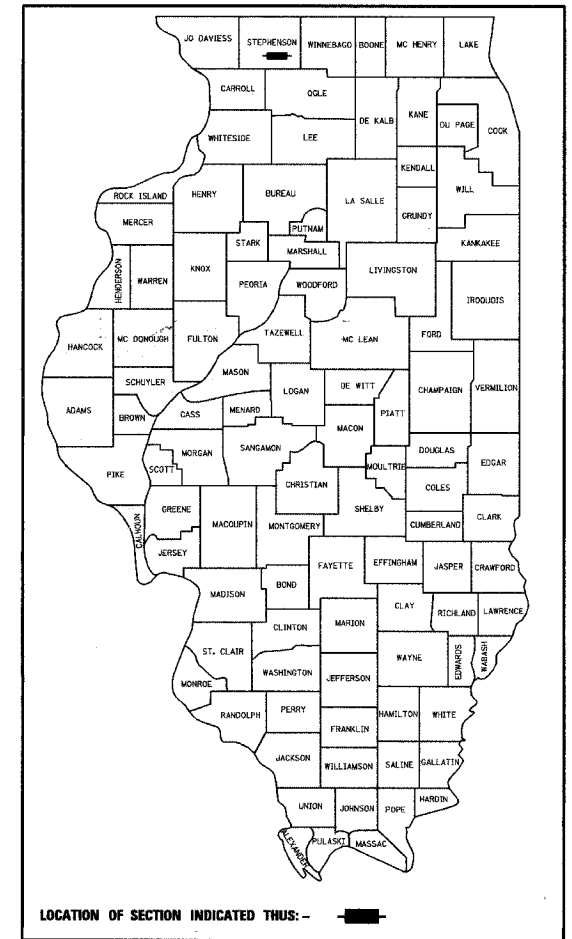 JO DAVIESS STEPHENSON WINNEBAGO BOONE MC HENRY LAKE
CARROLL OGLE DE KALB KANE DU PAGE COOK
WHITESIDE LEE KENDALL WILL
ROCK ISLAND HENRY BUREAU LA SALLE GRUNDY
MERCER PUTNAM KANKAKEE
HENDERSON WARREN KNOX STARK MARSHALL LIVINGSTON
PEORIA WOODFORD IROQUOIS
HANCOCK MC DONOUGH FULTON TAZEWELL MC LEAN FORD
MASON
SCHUYLER LOGAN DE WITT CHAMPAIGN VERMILION
ADAMS BROWN CASS MENARD MACON PIATT
PIKE SCOTT MORGAN SANGAMON MOULTRIE DOUGLAS EDGAR
CHRISTIAN COLES
CALHOUN GREENE MACOUPIN MONTGOMERY SHELBY CUMBERLAND CLARK
JERSEY
FAYETTE EFFINGHAM JASPER CRAWFORD
MADISON BOND
CLAY RICHLAND LAWRENCE
CLINTON MARION
ST. CLAIR WAYNE EDWARDS WABASH
WASHINGTON JEFFERSON
MONROE
RANDOLPH PERRY HAMILTON WHITE
FRANKLIN
JACKSON WILLIAMSON SALINE GALLATIN
UNION JOHNSON POPE HARDIN
ALEXANDER PULASKI MASSAC
LOCATION OF SECTION INDICATED THUS: -